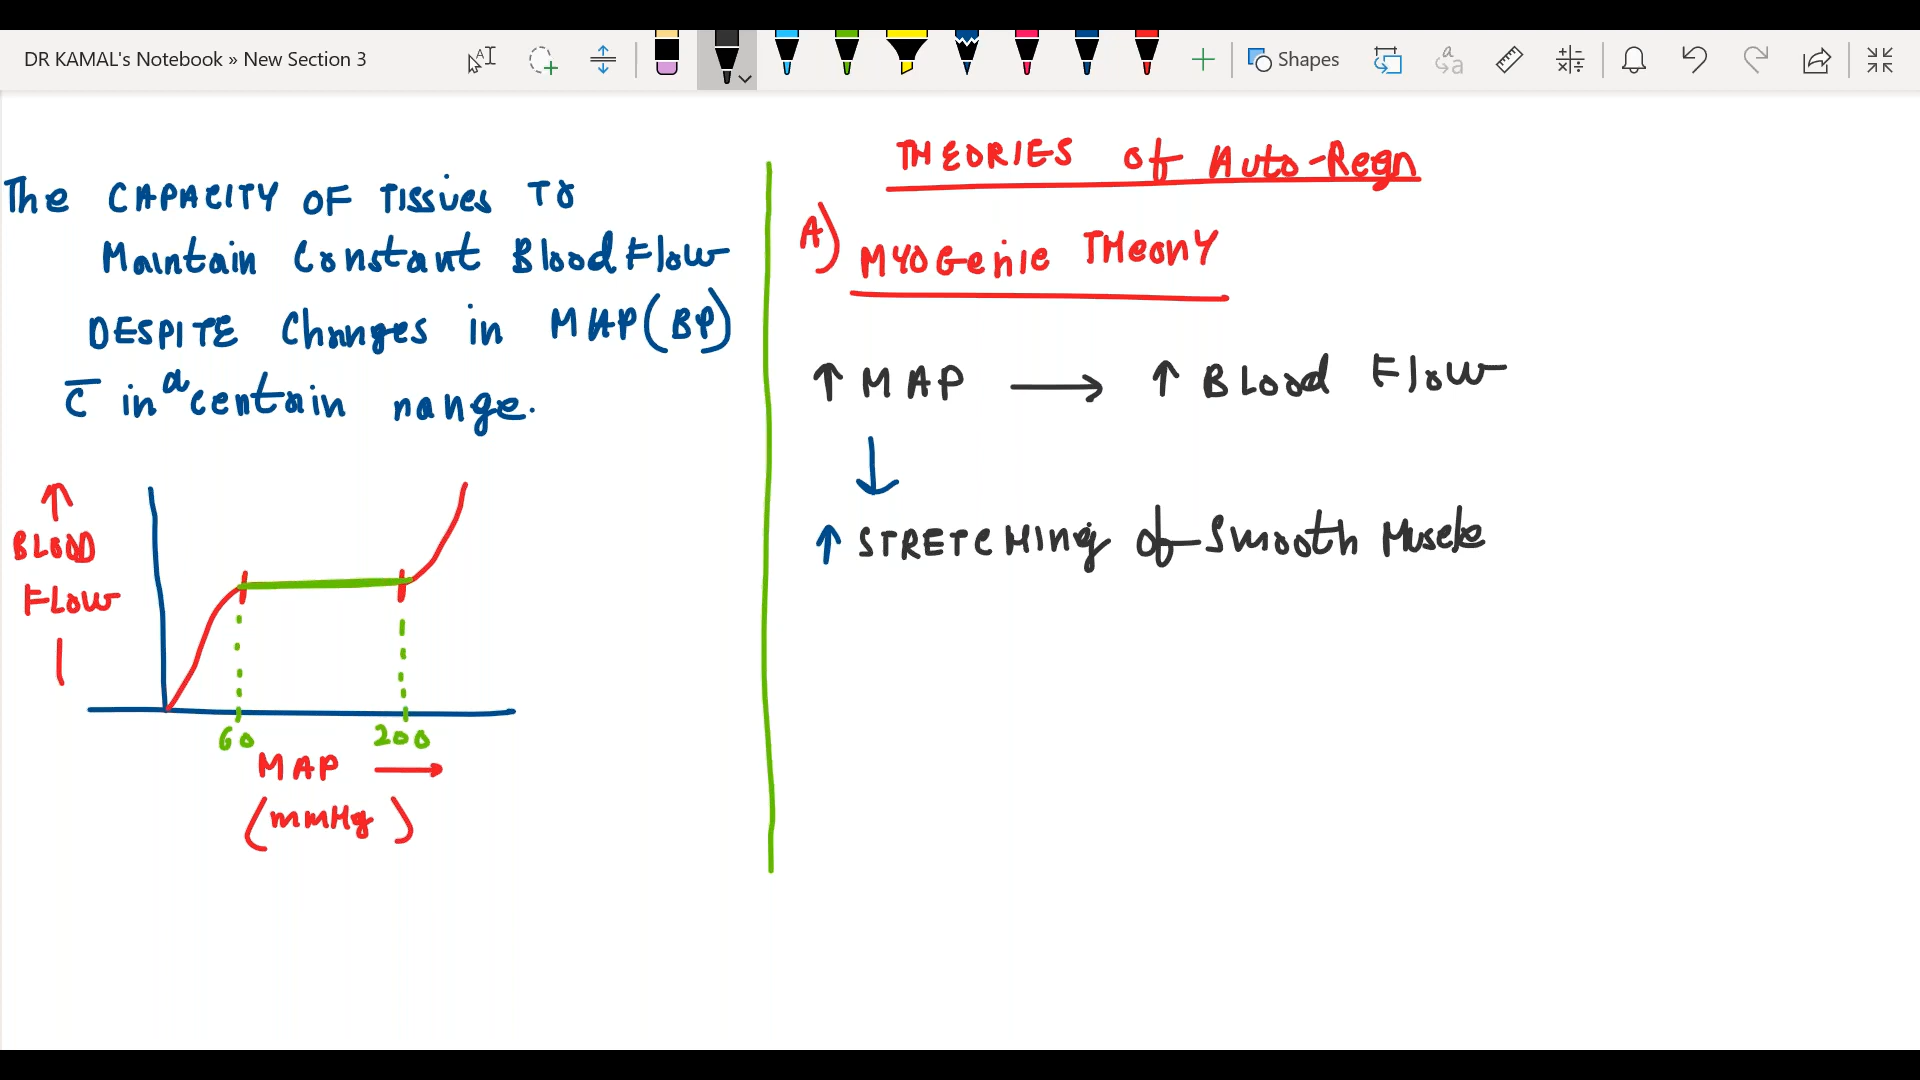 DR KAMAL's Notebook » New Section 3
Shapes
The CAPACITY OF TISSUES TO
Maintain Constant Blood Flow
DESPITE Changes in MAP (BP)
c̄ in a certain range.
↑
BLOOD
FLOW
60 200
MAP →
(mmHg)
THEORIES of Auto-Regn
A) MYOGenic THeory
↑ MAP → ↑ BLood Flow
↓
↑ STRETCHing of Smooth Muscle